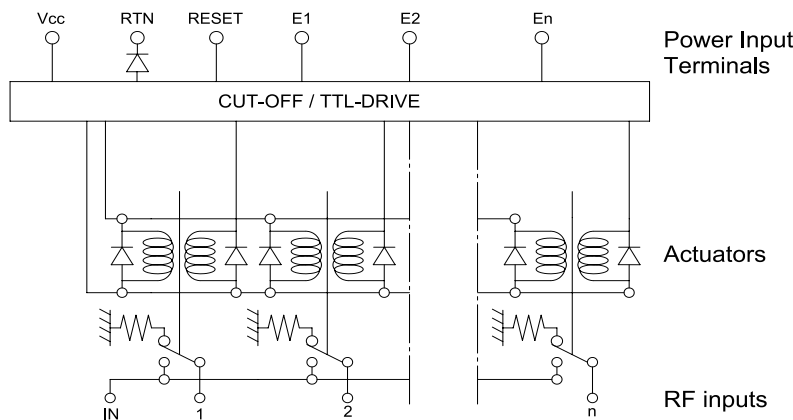 Vcc RTN RESET E1 E2 En
Power Input
Terminals
CUT-OFF / TTL-DRIVE
Actuators
IN 1 2 n
RF inputs